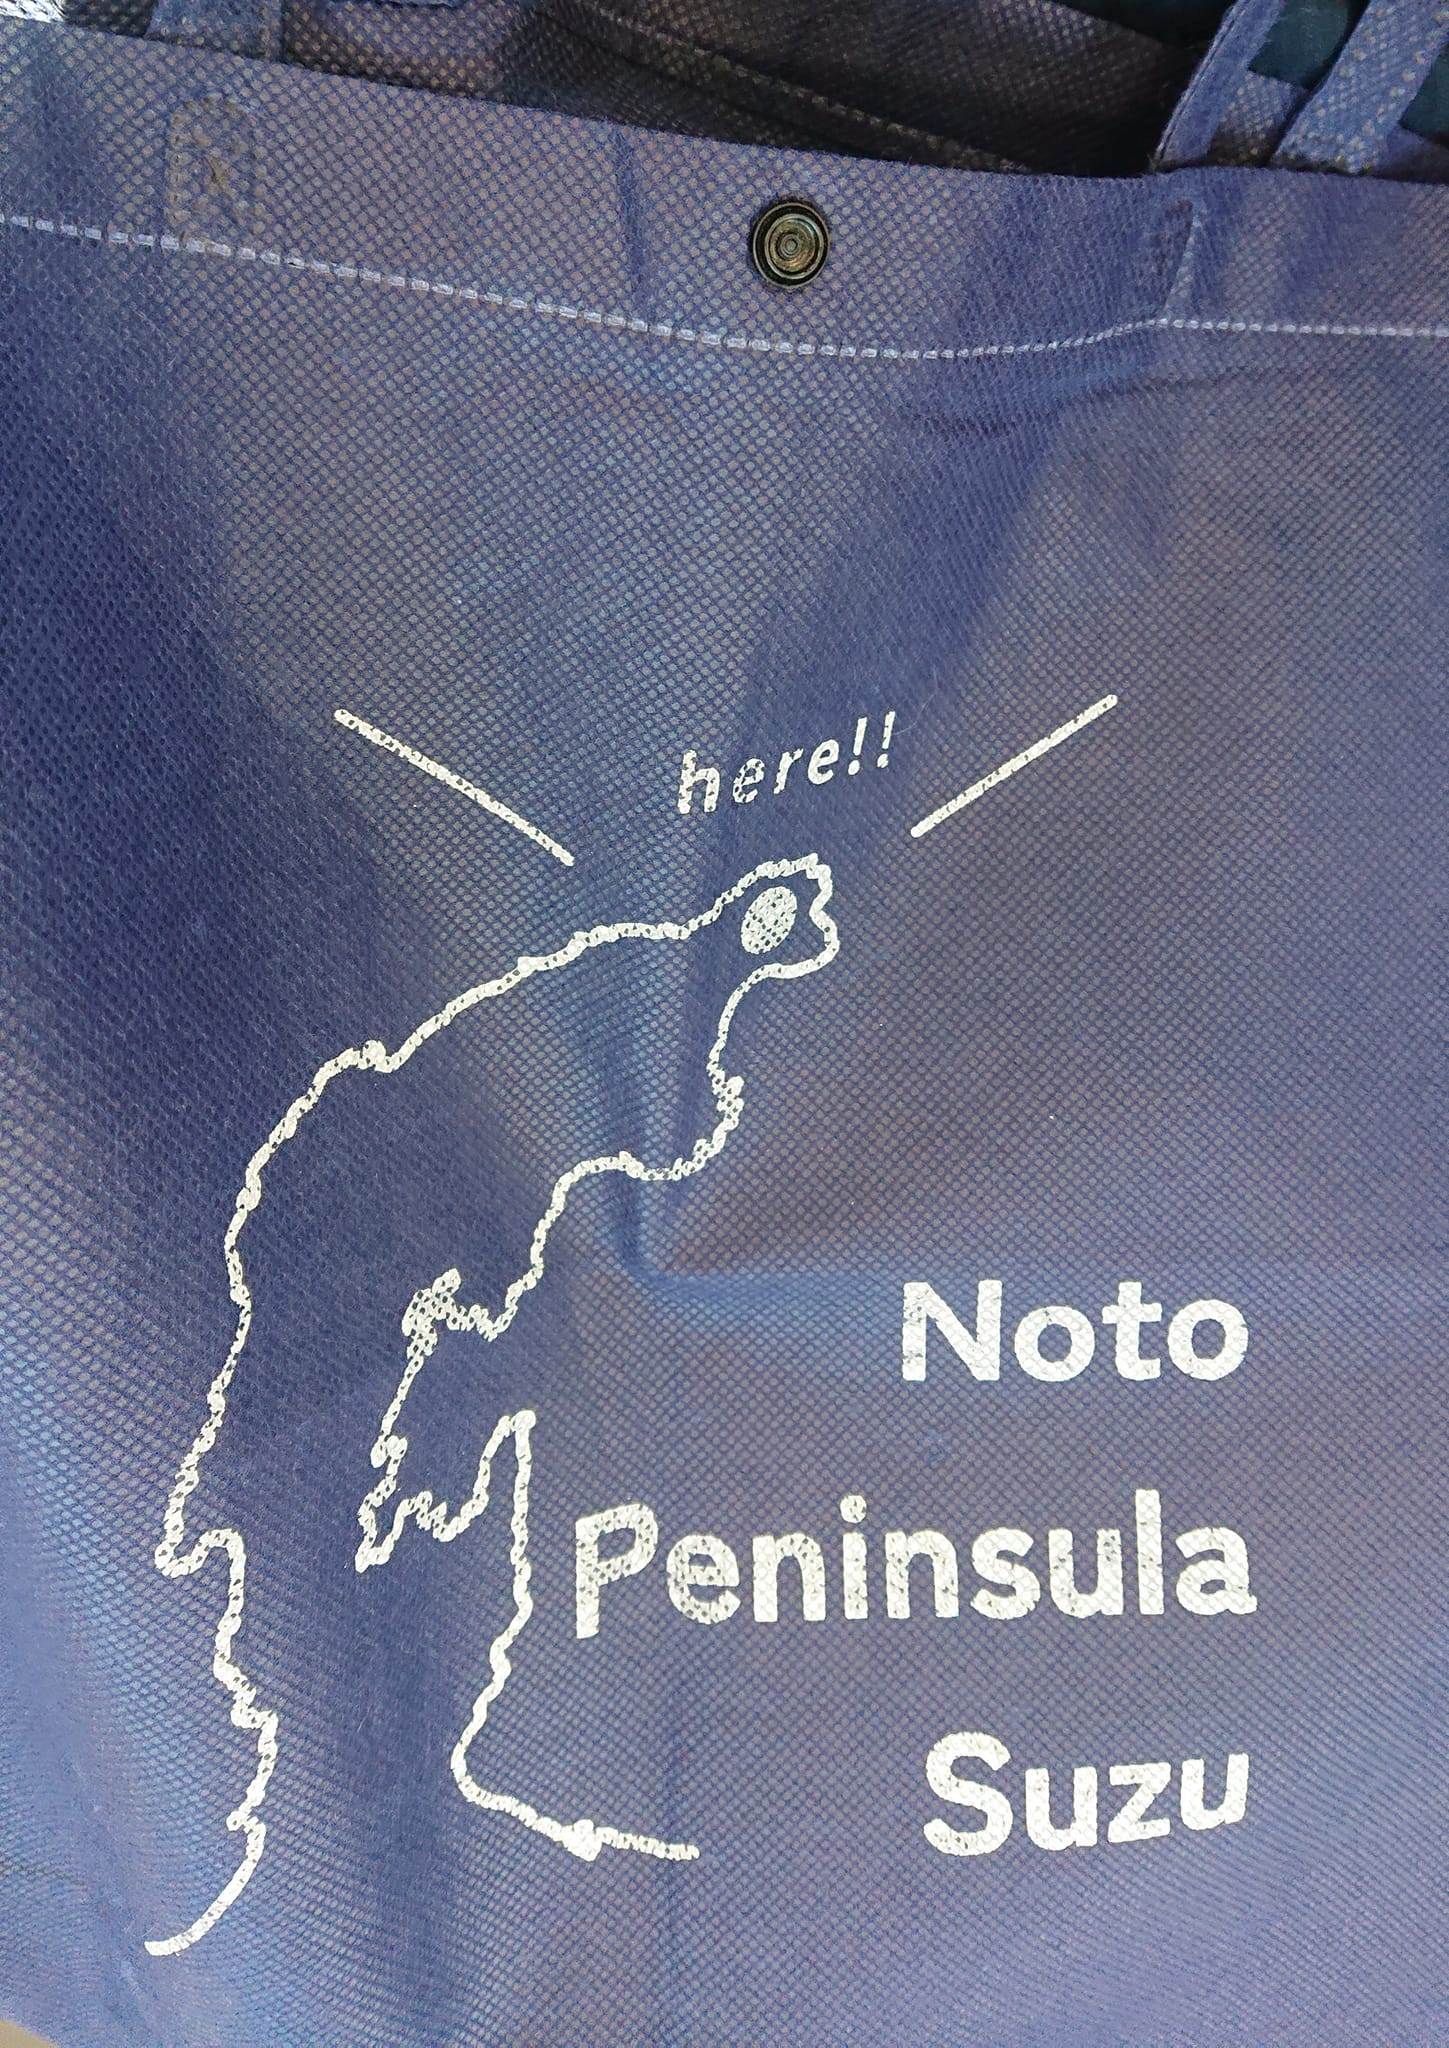 here!!
Noto
Peninsula
Suzu